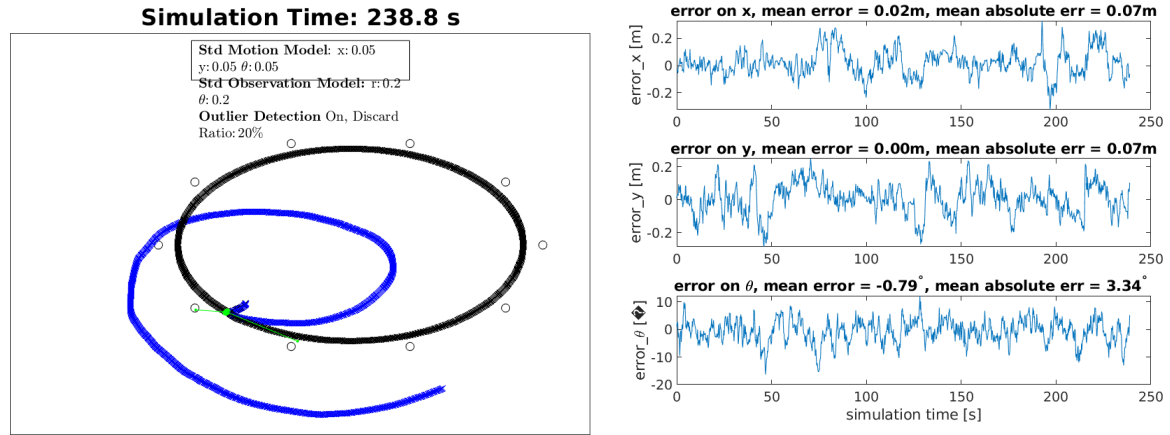 Simulation Time: 238.8 s
Std Motion Model: x: 0.05
y: 0.05 θ: 0.05
Std Observation Model: r: 0.2
θ: 0.2
Outlier Detection On, Discard
Ratio: 20%
error on x, mean error = 0.02m, mean absolute err = 0.07m
error_x [m]
0.2
0
-0.2
0 50 100 150 200 250
error on y, mean error = 0.00m, mean absolute err = 0.07m
error_y [m]
0.2
0
-0.2
0 50 100 150 200 250
error on θ, mean error = -0.79°, mean absolute err = 3.34°
error_θ [�
10
0
-10
-20
0 50 100 150 200 250
simulation time [s]